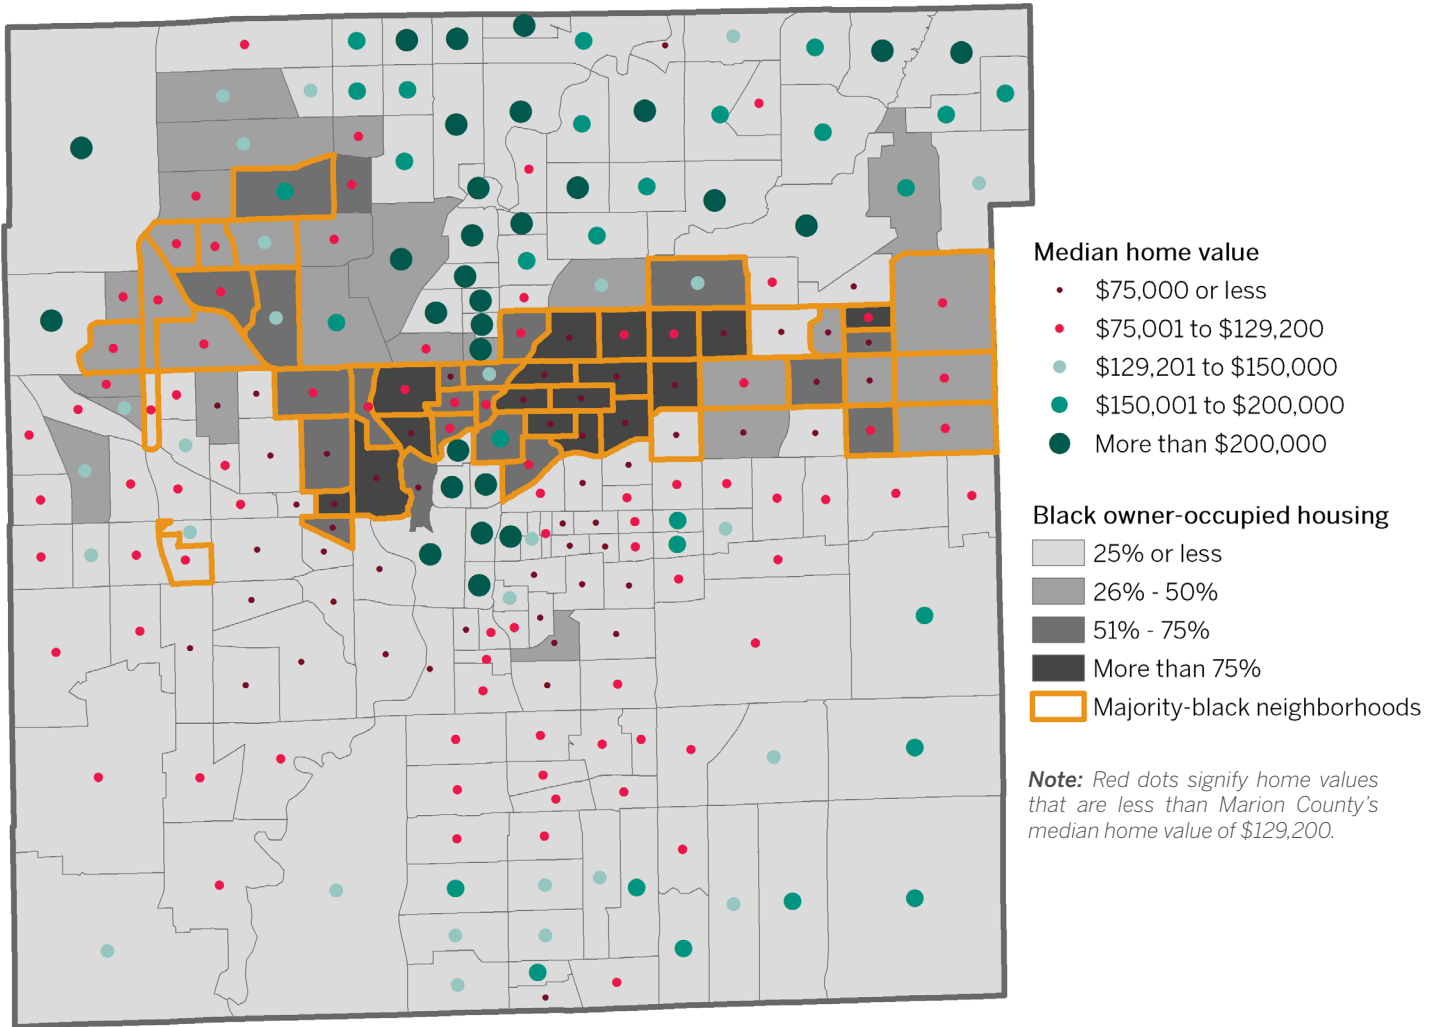 Median home value
$75,000 or less
$75,001 to $129,200
$129,201 to $150,000
$150,001 to $200,000
More than $200,000
Black owner-occupied housing
25% or less
26% - 50%
51% - 75%
More than 75%
Majority-black neighborhoods
Note: Red dots signify home values
that are less than Marion County's
median home value of $129,200.